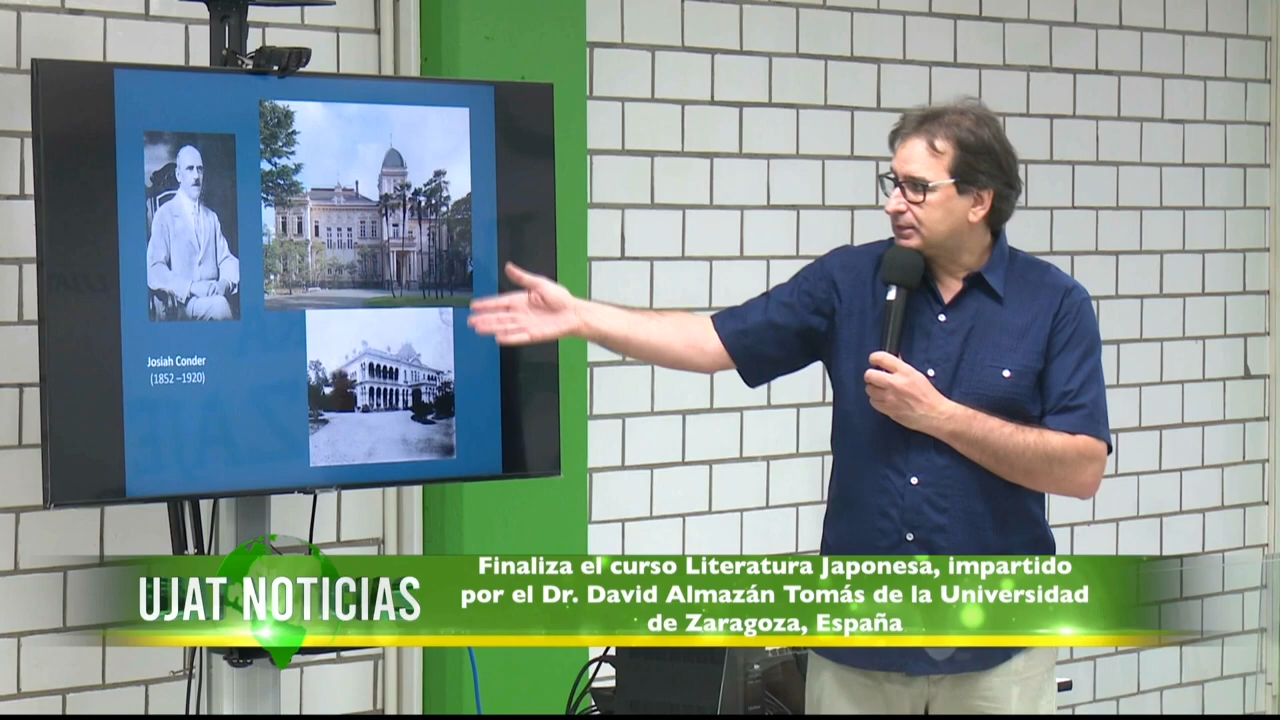 Josiah Conder
(1852 –1920)
UJAT NOTICIAS
Finaliza el curso Literatura Japonesa, impartido
por el Dr. David Almazán Tomás de la Universidad
de Zaragoza, España